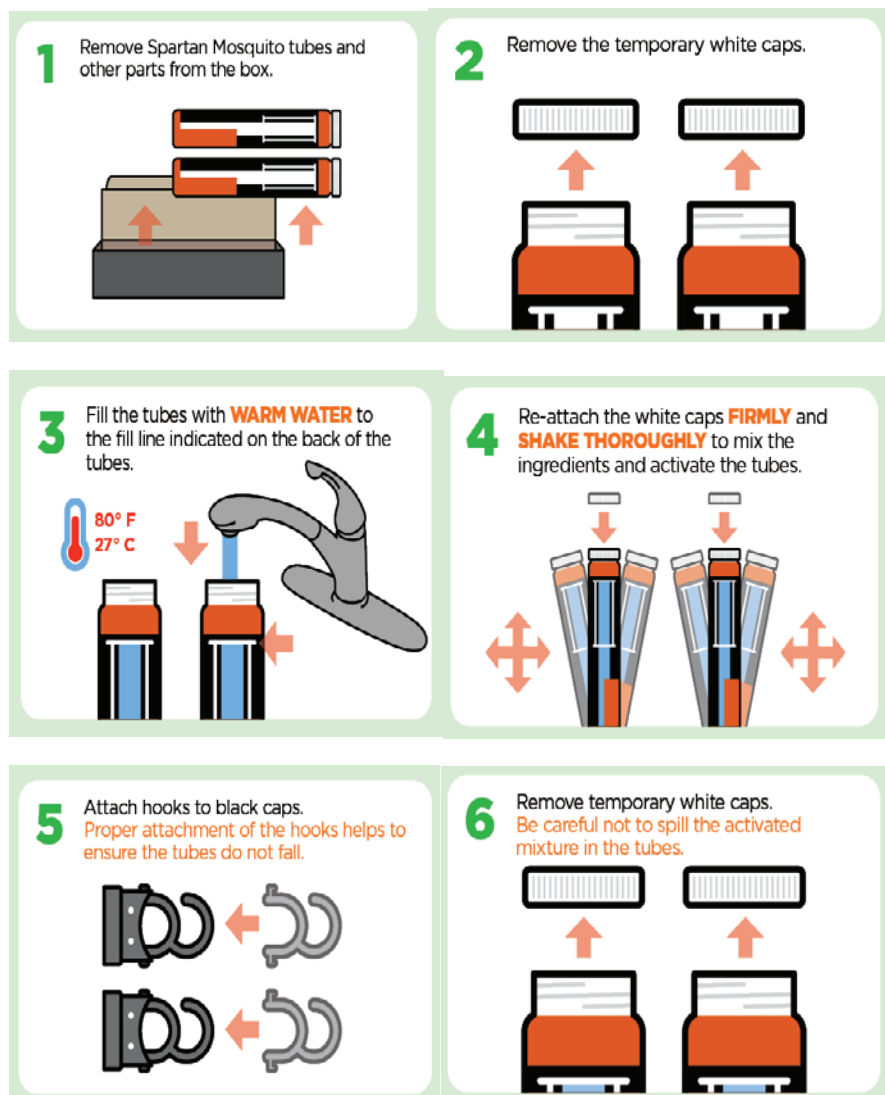 1
Remove Spartan Mosquito tubes and
other parts from the box.
2
Remove the temporary white caps.
3
Fill the tubes with WARM WATER to
the fill line indicated on the back of the
tubes.
80° F
27° C
4
Re-attach the white caps FIRMLY and
SHAKE THOROUGHLY to mix the
ingredients and activate the tubes.
5
Attach hooks to black caps.
Proper attachment of the hooks helps to
ensure the tubes do not fall.
6
Remove temporary white caps.
Be careful not to spill the activated
mixture in the tubes.